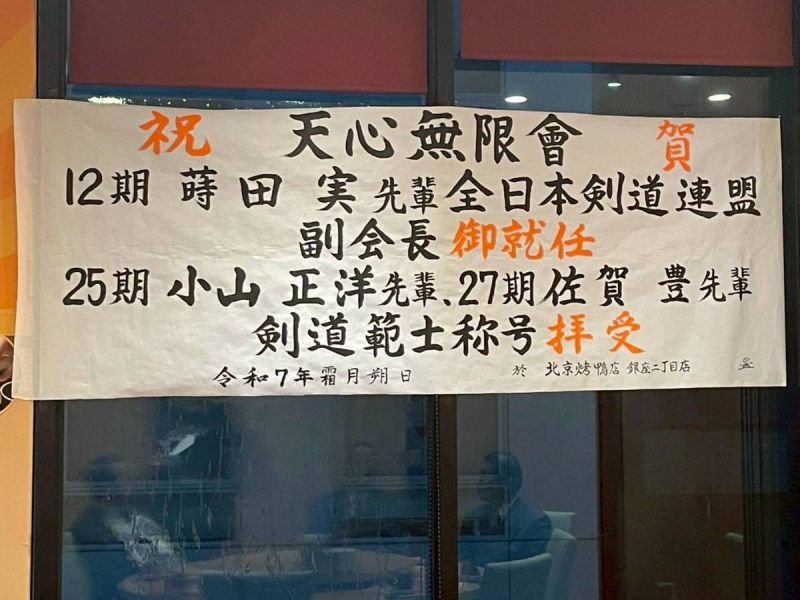 祝 天心無限會 賀
12期 蒔田 実先輩全日本剣道連盟
副会長御就任
25期 小山 正洋先輩、27期佐賀 豊先輩
剣道範士称号拝受
令和7年霜月朔日 於 北京烤鴨店 銀座二丁目店